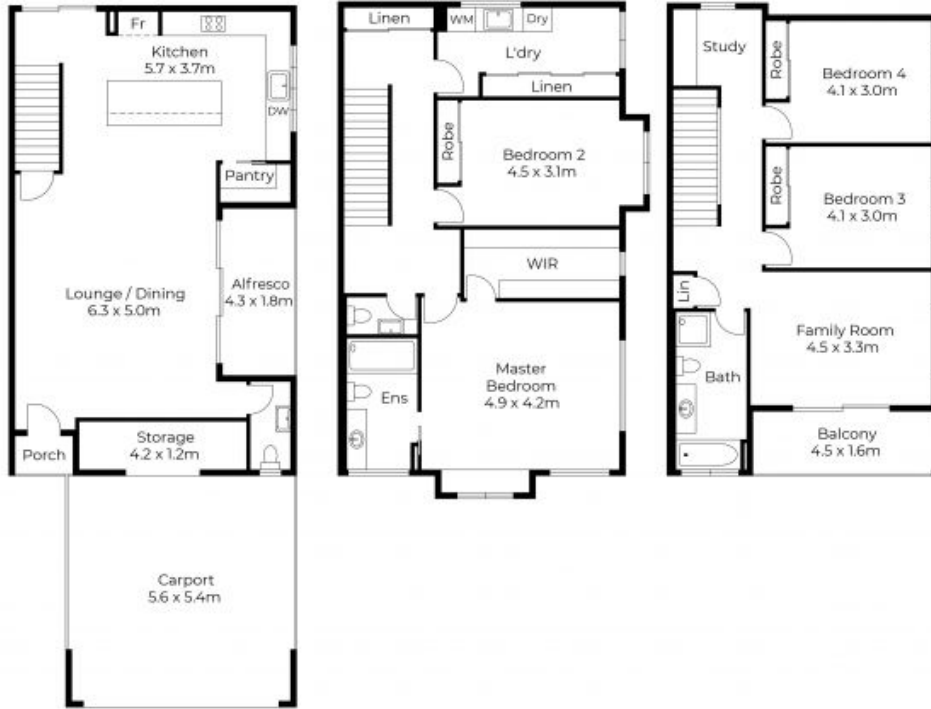 Fr
Kitchen
5.7 x 3.7m
DW
Pantry
Alfresco
4.3 x 1.8m
Lounge / Dining
6.3 x 5.0m
Storage
4.2 x 1.2m
Porch
Carport
5.6 x 5.4m
Linen
WM
Dry
L'dry
Linen
Robe
Bedroom 2
4.5 x 3.1m
WIR
Master
Bedroom
4.9 x 4.2m
Ens
Study
Robe
Bedroom 4
4.1 x 3.0m
Robe
Bedroom 3
4.1 x 3.0m
Lin
Family Room
4.5 x 3.3m
Bath
Balcony
4.5 x 1.6m